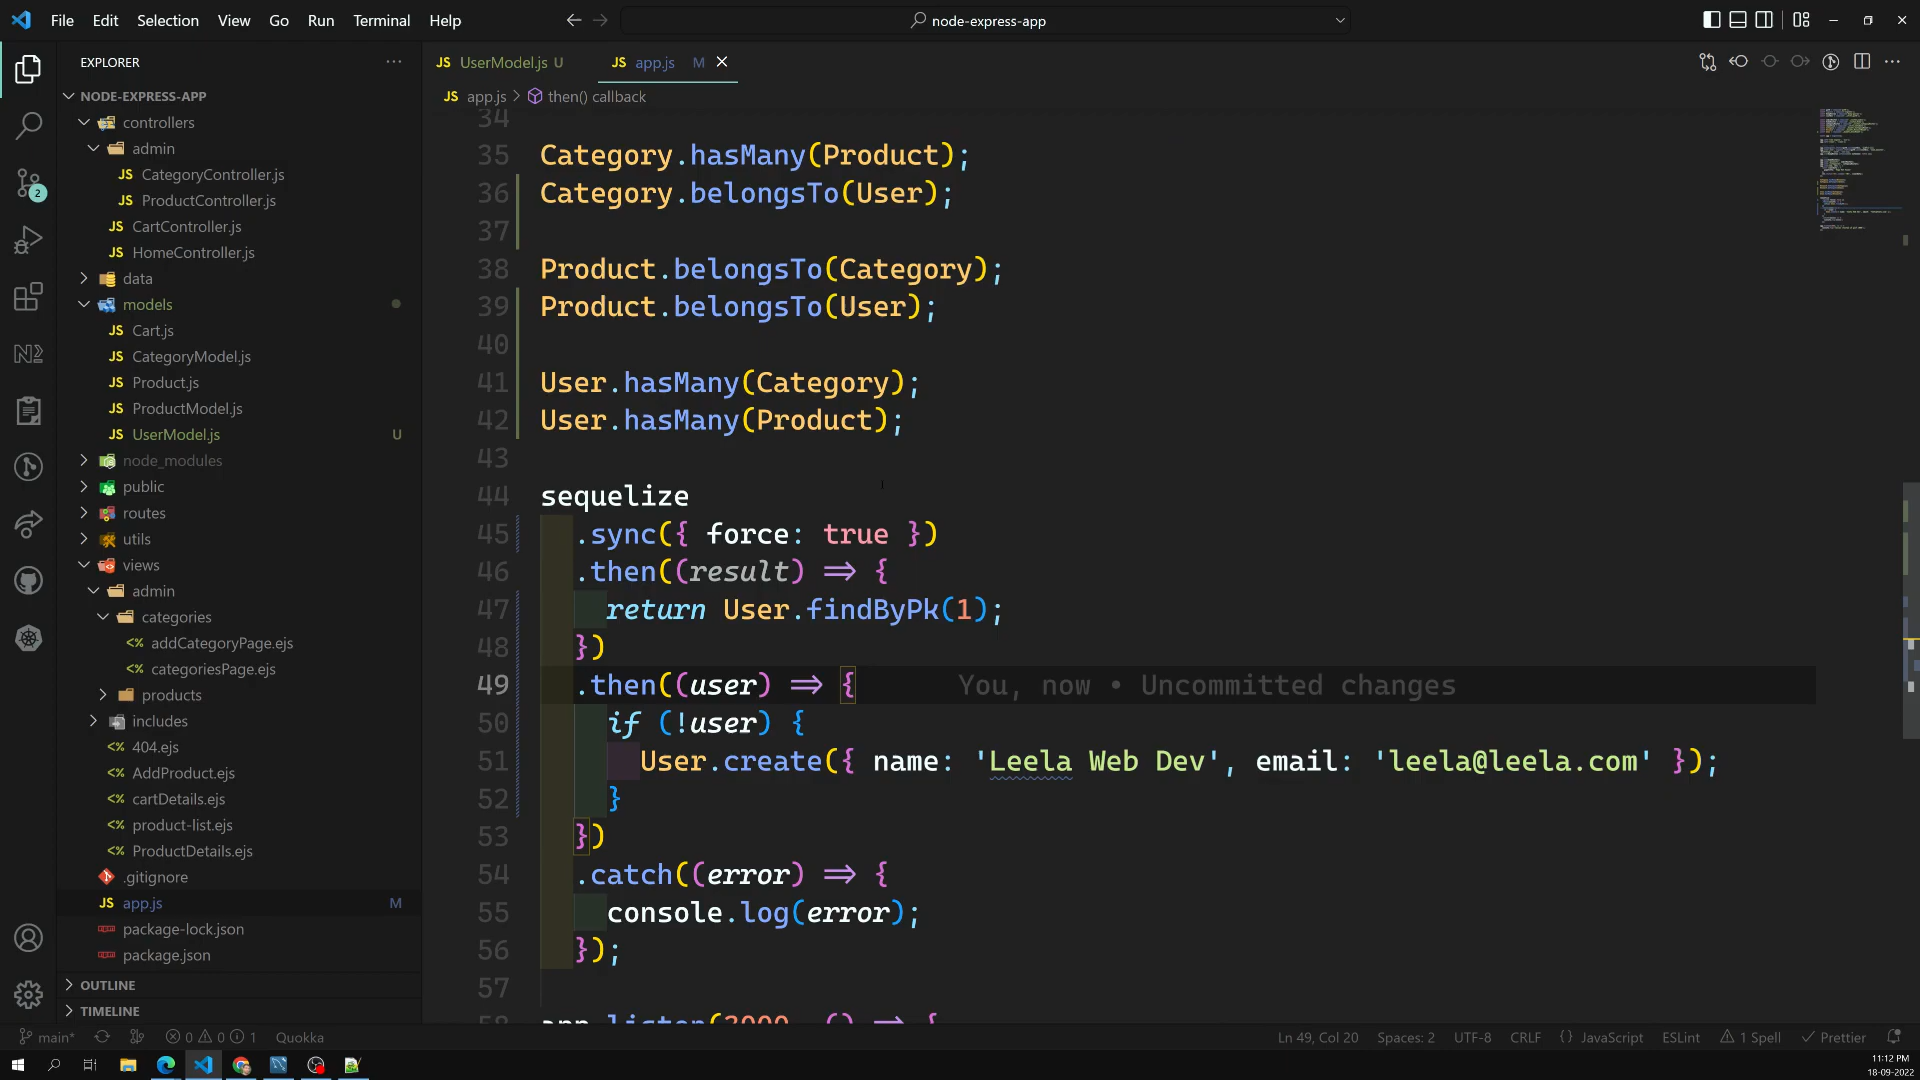 File Edit Selection View Go Run Terminal Help
node-express-app
EXPLORER
NODE-EXPRESS-APP
controllers
admin
JS CategoryController.js
JS ProductController.js
JS CartController.js
JS HomeController.js
data
models
JS Cart.js
JS CategoryModel.js
JS Product.js
JS ProductModel.js
JS UserModel.js U
node_modules
public
routes
utils
views
admin
categories
<% addCategoryPage.ejs
<% categoriesPage.ejs
products
includes
<% 404.ejs
<% AddProduct.ejs
<% cartDetails.ejs
<% product-list.ejs
<% ProductDetails.ejs
.gitignore
JS app.js M
package-lock.json
package.json
OUTLINE
TIMELINE
2
JS UserModel.js U
JS app.js M
JS app.js > then() callback
34
35 Category.hasMany(Product);
36 Category.belongsTo(User);
37
38 Product.belongsTo(Category);
39 Product.belongsTo(User);
40
41 User.hasMany(Category);
42 User.hasMany(Product);
43
44 sequelize
45 .sync({ force: true })
46 .then((result) => {
47 return User.findByPk(1);
48 })
49 .then((user) => { You, now • Uncommitted changes
50 if (!user) {
51 User.create({ name: 'Leela Web Dev', email: 'leela@leela.com' });
52 }
53 })
54 .catch((error) => {
55 console.log(error);
56 });
57
58 app.listen(3000, () => {
main* 0 0 1 Quokka
Ln 49, Col 20 Spaces: 2 UTF-8 CRLF {} JavaScript ESLint 1 Spell Prettier
11:12 PM
18-09-2022